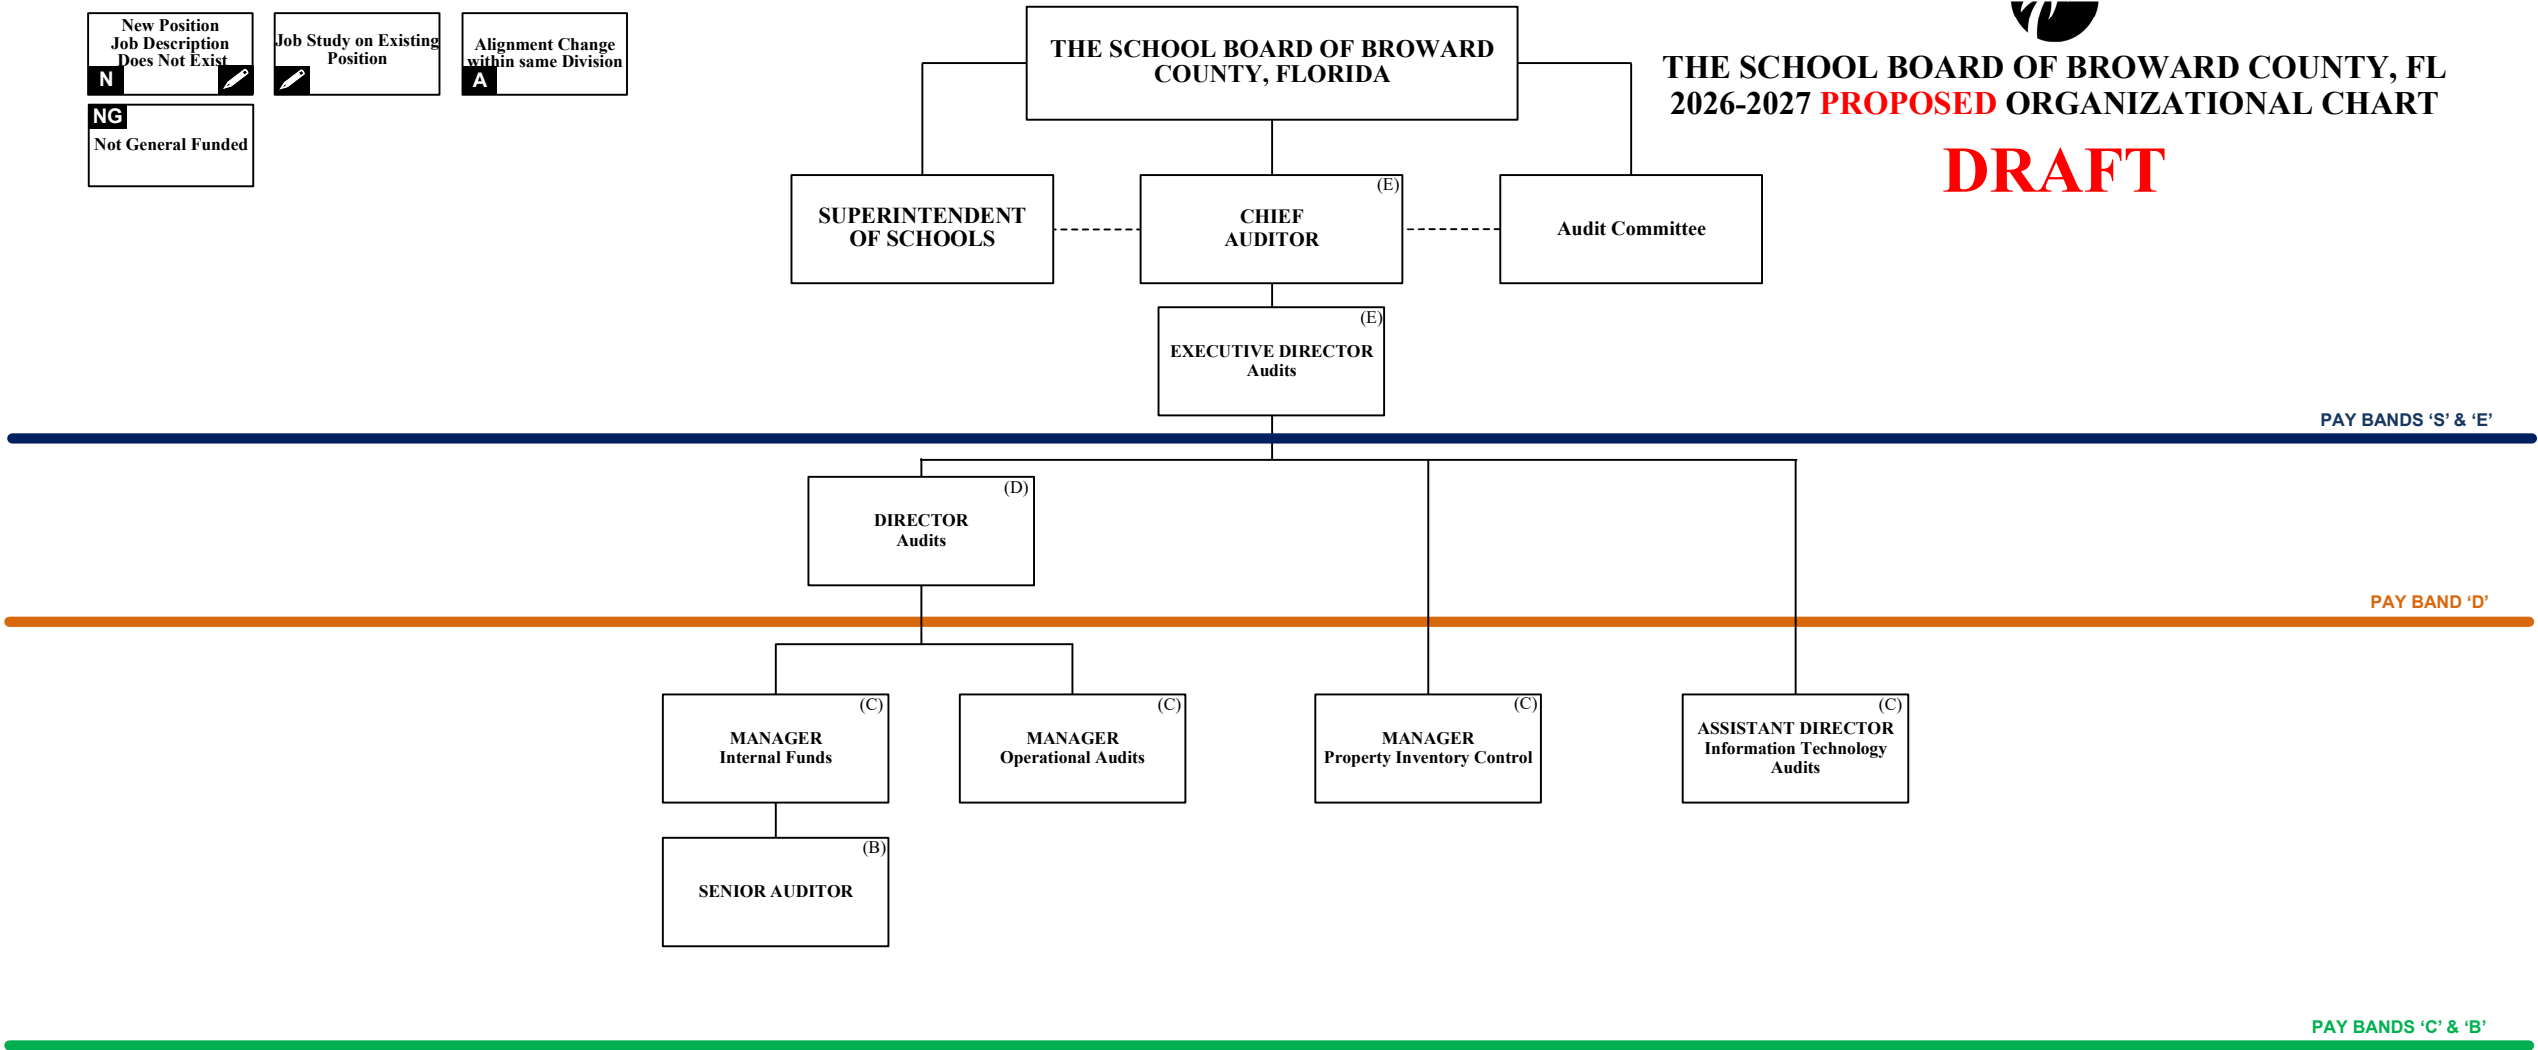 New Position
Job Description
Does Not Exist
N
Job Study on Existing
Position
Alignment Change
within same Division
A
NG
Not General Funded
THE SCHOOL BOARD OF BROWARD
COUNTY, FLORIDA
THE SCHOOL BOARD OF BROWARD COUNTY, FL
2026-2027 PROPOSED ORGANIZATIONAL CHART
DRAFT
SUPERINTENDENT
OF SCHOOLS
(E)
CHIEF
AUDITOR
Audit Committee
(E)
EXECUTIVE DIRECTOR
Audits
PAY BANDS ‘S’ & ‘E’
(D)
DIRECTOR
Audits
PAY BAND ‘D’
(C)
MANAGER
Internal Funds
(C)
MANAGER
Operational Audits
(C)
MANAGER
Property Inventory Control
(C)
ASSISTANT DIRECTOR
Information Technology
Audits
(B)
SENIOR AUDITOR
PAY BANDS ‘C’ & ‘B’